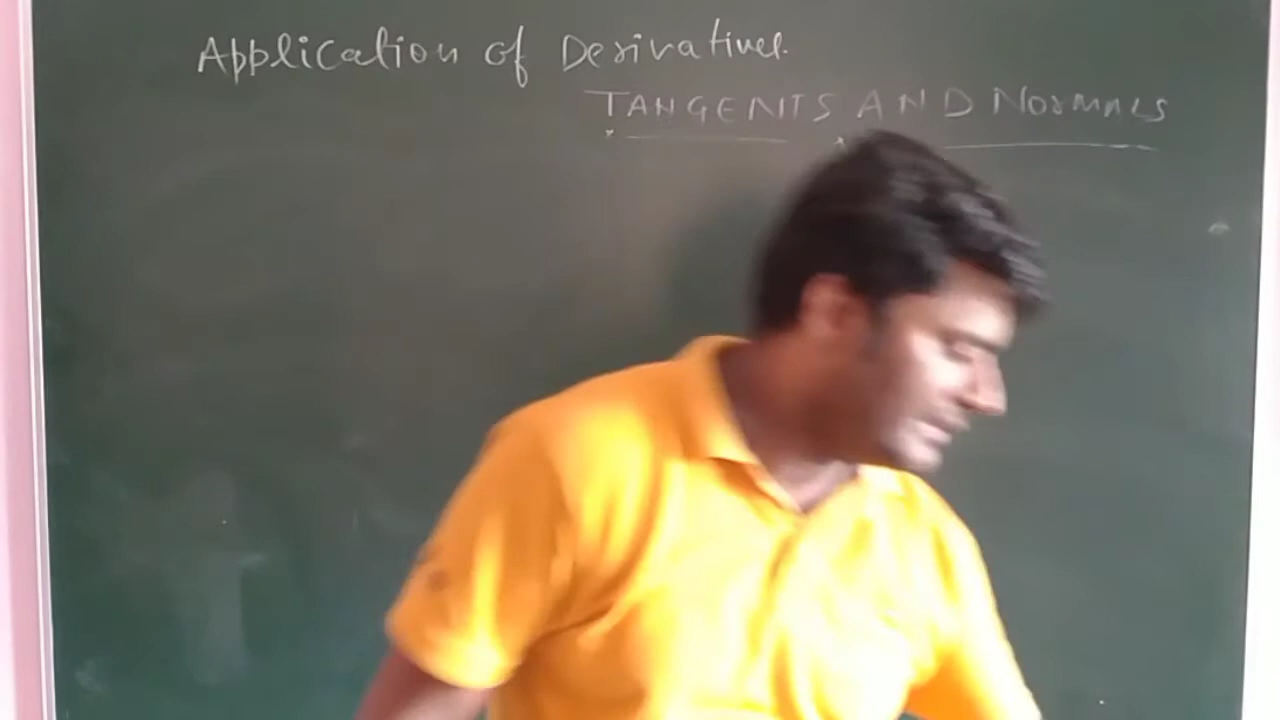 Application of Derivatives.
TANGENTS AND NORMALS